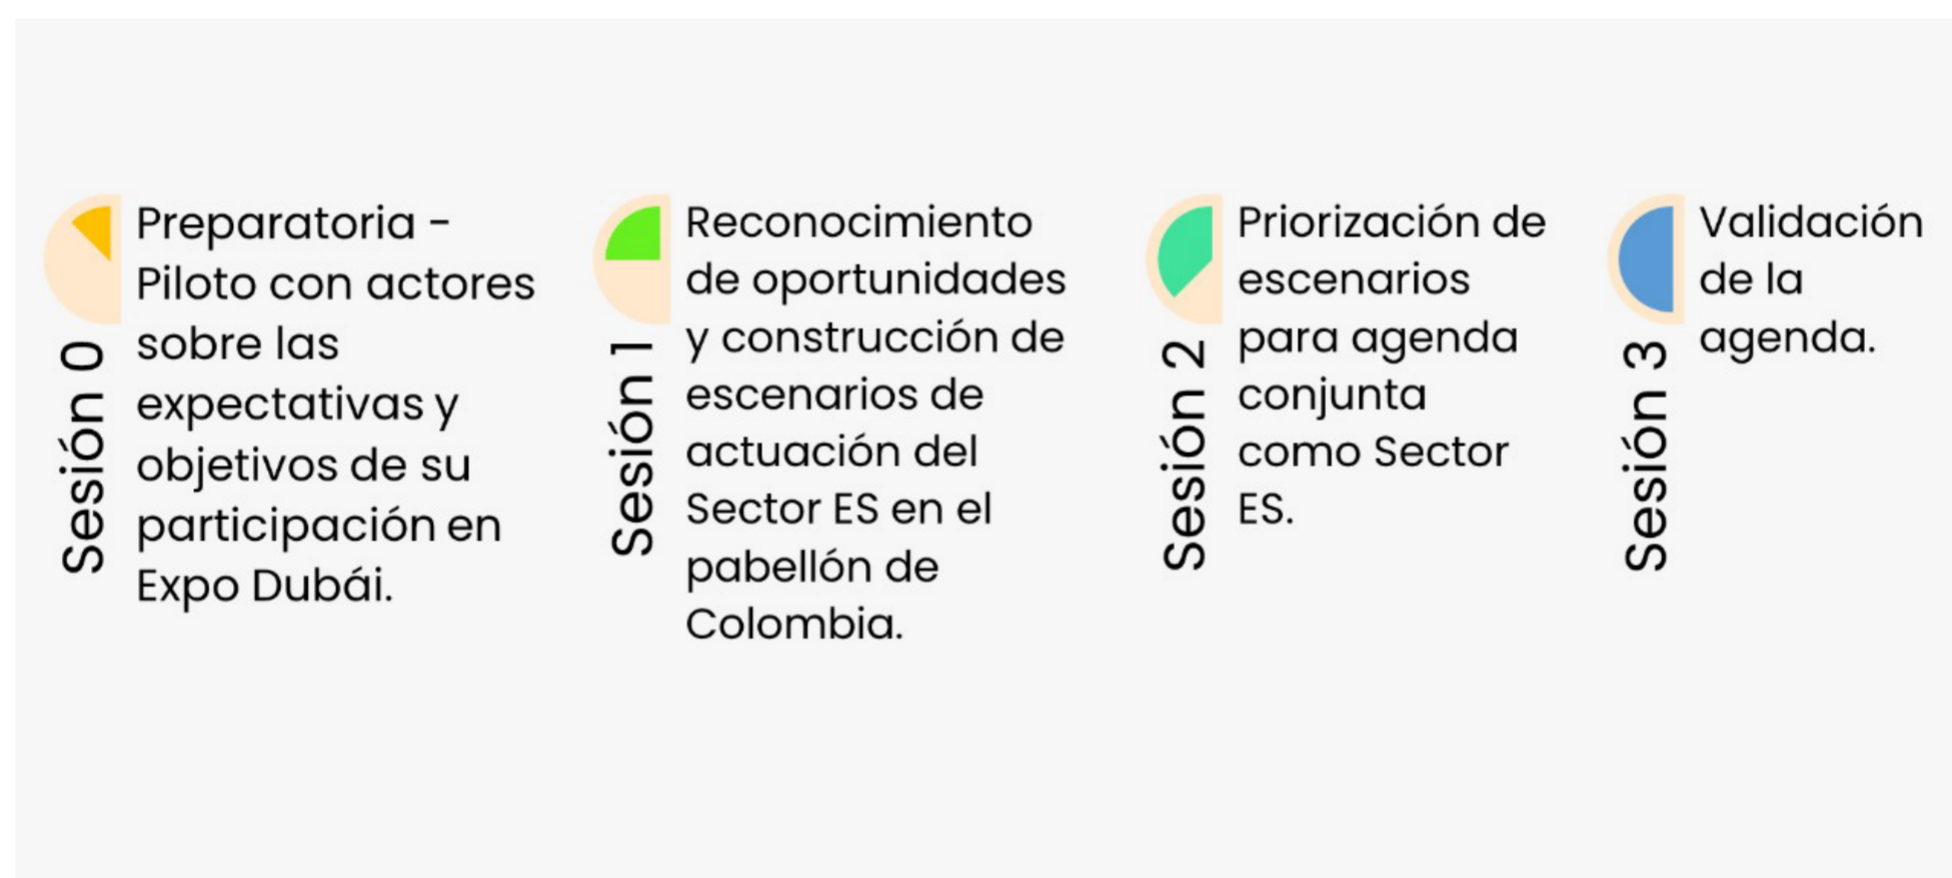 Sesión 0
Preparatoria -
Piloto con actores
sobre las
expectativas y
objetivos de su
participación en
Expo Dubái.
Sesión 1
Reconocimiento
de oportunidades
y construcción de
escenarios de
actuación del
Sector ES en el
pabellón de
Colombia.
Sesión 2
Priorización de
escenarios
para agenda
conjunta
como Sector
ES.
Sesión 3
Validación
de la
agenda.